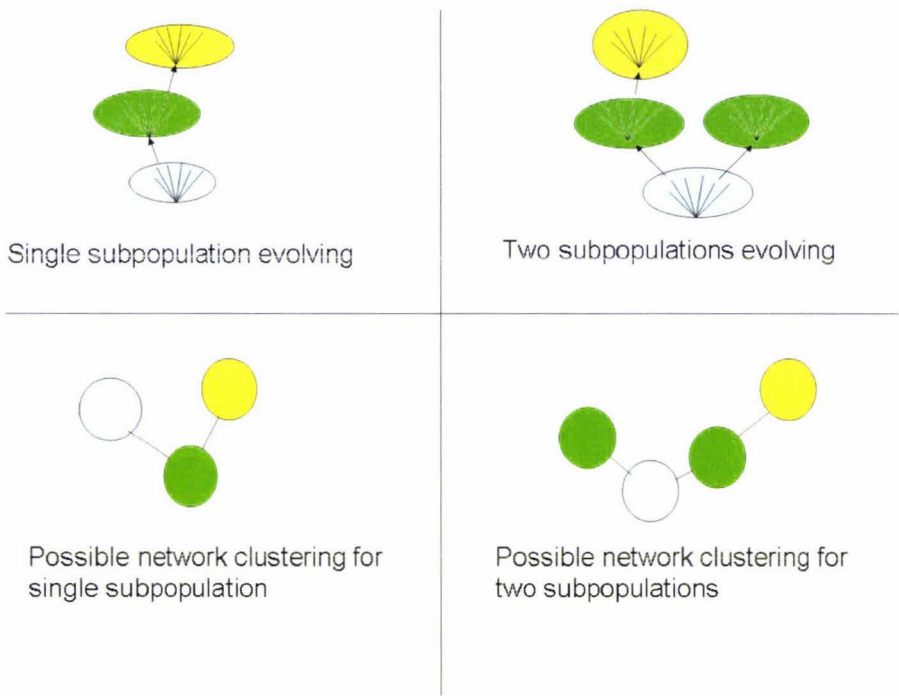 Single subpopulation evolving
Two subpopulations evolving
Possible network clustering for
single subpopulation
Possible network clustering for
two subpopulations